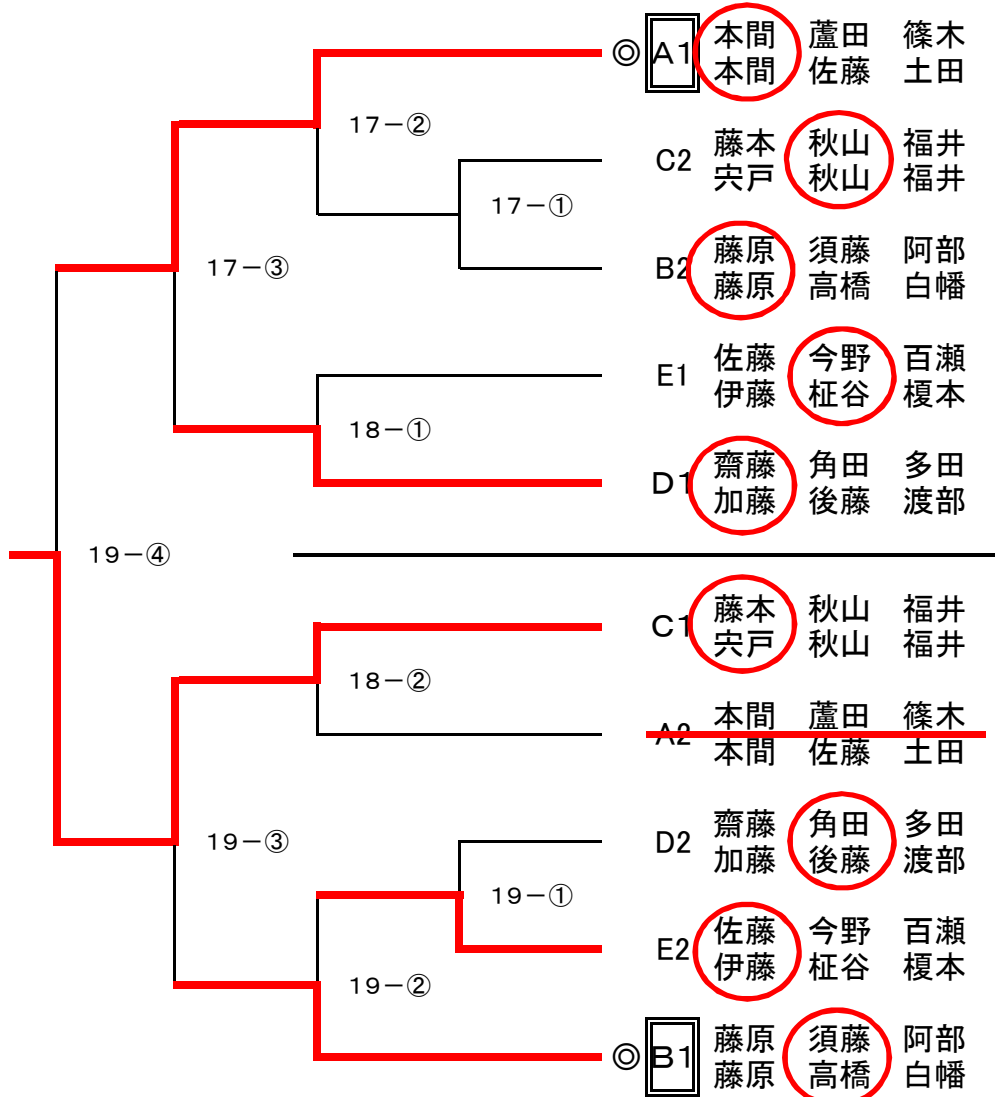 ◎ A1 本間 蘆田 篠木
本間 佐藤 土田
17－②
C2 藤本 秋山 福井
宍戸 秋山 福井
17－①
17－③
B2 藤原 須藤 阿部
藤原 高橋 白幡
E1 佐藤 今野 百瀬
伊藤 柾谷 榎本
18－①
D1 齋藤 角田 多田
加藤 後藤 渡部
19－④
C1 藤本 秋山 福井
宍戸 秋山 福井
18－②
A2 本間 蘆田 篠木
本間 佐藤 土田
19－③
D2 齋藤 角田 多田
加藤 後藤 渡部
19－①
E2 佐藤 今野 百瀬
伊藤 柾谷 榎本
19－②
◎ B1 藤原 須藤 阿部
藤原 高橋 白幡